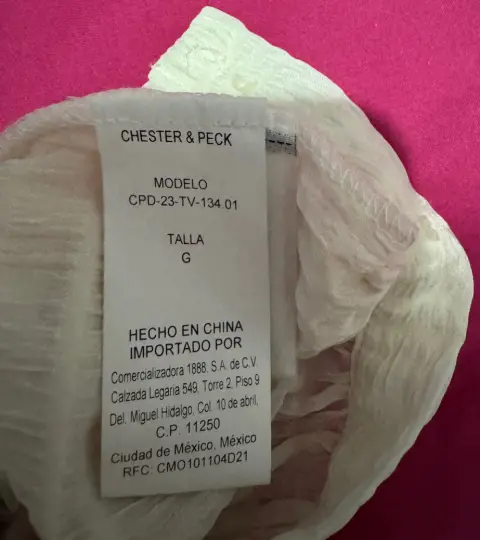 CHESTER & PECK
MODELO
CPD-23-TV-134 01
TALLA
G
HECHO EN CHINA
IMPORTADO POR
Comercializadora 1888, S.A. de C.V.
Calzada Legaria 549, Torre 2, Piso 9
Del. Miguel Hidalgo, Col. 10 de abril,
C.P. 11250
Ciudad de México, México
RFC: CMO101104D21